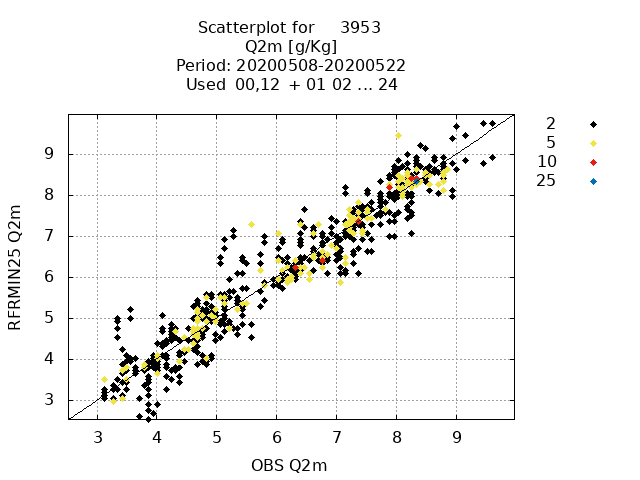 Scatterplot for 3953
Q2m [g/Kg]
Period: 20200508-20200522
Used 00,12 + 01 02 ... 24
2
5
10
25
9
8
7
6
5
4
3
3 4 5 6 7 8 9
RFRMIN25 Q2m
OBS Q2m